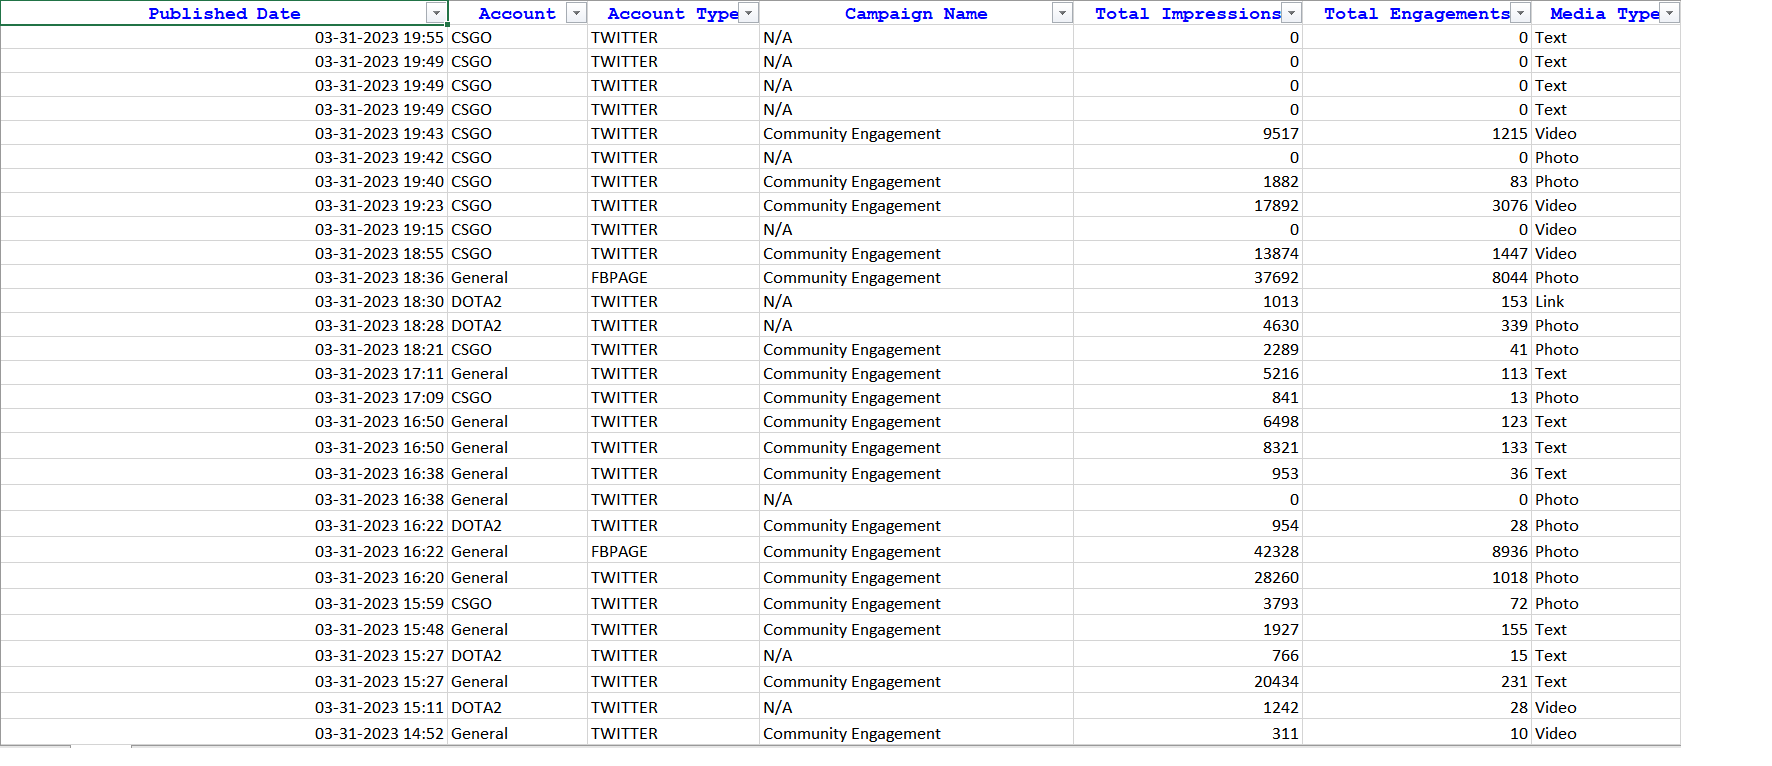 Published Date Account Account Type Campaign Name Total Impressions Total Engagements Media Type
03-31-2023 19:55 CSGO TWITTER N/A 0 0 Text
03-31-2023 19:49 CSGO TWITTER N/A 0 0 Text
03-31-2023 19:49 CSGO TWITTER N/A 0 0 Text
03-31-2023 19:49 CSGO TWITTER N/A 0 0 Text
03-31-2023 19:43 CSGO TWITTER Community Engagement 9517 1215 Video
03-31-2023 19:42 CSGO TWITTER N/A 0 0 Photo
03-31-2023 19:40 CSGO TWITTER Community Engagement 1882 83 Photo
03-31-2023 19:23 CSGO TWITTER Community Engagement 17892 3076 Video
03-31-2023 19:15 CSGO TWITTER N/A 0 0 Video
03-31-2023 18:55 CSGO TWITTER Community Engagement 13874 1447 Video
03-31-2023 18:36 General FBPAGE Community Engagement 37692 8044 Photo
03-31-2023 18:30 DOTA2 TWITTER N/A 1013 153 Link
03-31-2023 18:28 DOTA2 TWITTER N/A 4630 339 Photo
03-31-2023 18:21 CSGO TWITTER Community Engagement 2289 41 Photo
03-31-2023 17:11 General TWITTER Community Engagement 5216 113 Text
03-31-2023 17:09 CSGO TWITTER Community Engagement 841 13 Photo
03-31-2023 16:50 General TWITTER Community Engagement 6498 123 Text
03-31-2023 16:50 General TWITTER Community Engagement 8321 133 Text
03-31-2023 16:38 General TWITTER Community Engagement 953 36 Text
03-31-2023 16:38 General TWITTER N/A 0 0 Photo
03-31-2023 16:22 DOTA2 TWITTER Community Engagement 954 28 Photo
03-31-2023 16:22 General FBPAGE Community Engagement 42328 8936 Photo
03-31-2023 16:20 General TWITTER Community Engagement 28260 1018 Photo
03-31-2023 15:59 CSGO TWITTER Community Engagement 3793 72 Photo
03-31-2023 15:48 General TWITTER Community Engagement 1927 155 Text
03-31-2023 15:27 DOTA2 TWITTER N/A 766 15 Text
03-31-2023 15:27 General TWITTER Community Engagement 20434 231 Text
03-31-2023 15:11 DOTA2 TWITTER N/A 1242 28 Video
03-31-2023 14:52 General TWITTER Community Engagement 311 10 Video